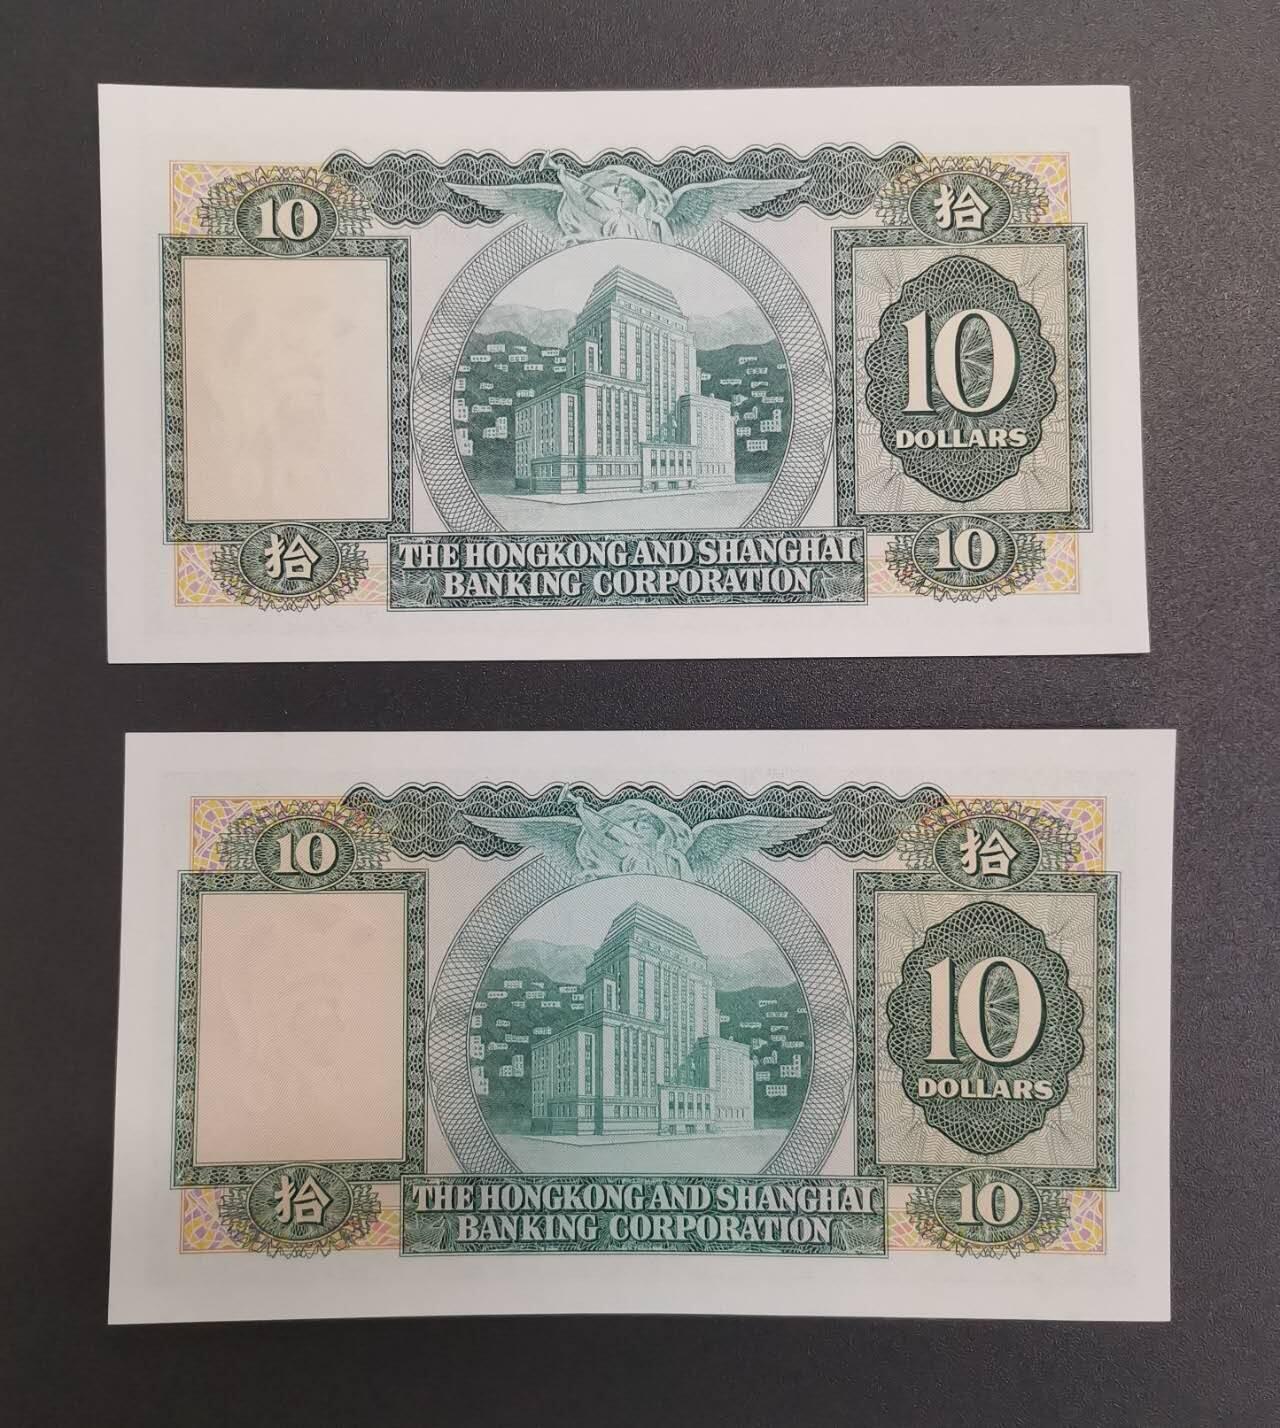 10
拾
10
DOLLARS
拾
THE HONGKONG AND SHANGHAI
BANKING CORPORATION
10
10
拾
10
DOLLARS
拾
THE HONGKONG AND SHANGHAI
BANKING CORPORATION
10